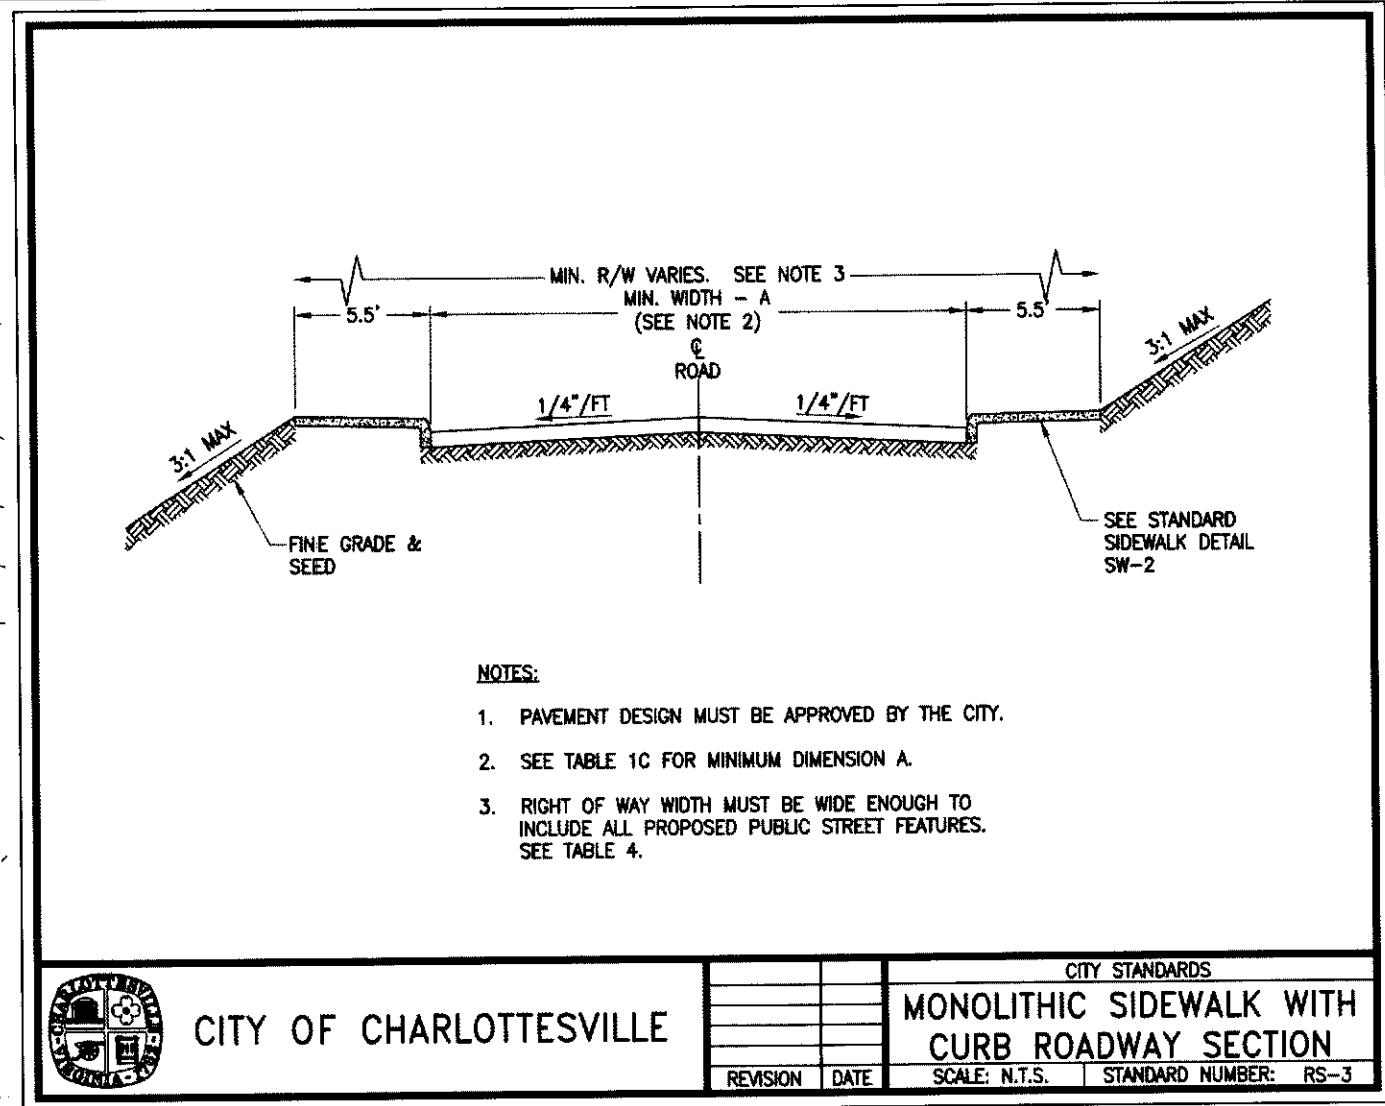 MIN. R/W VARIES. SEE NOTE 3
MIN. WIDTH - A
(SEE NOTE 2)
5.5'
5.5'
℄
ROAD
1/4"/FT
1/4"/FT
3:1 MAX
3:1 MAX
FINE GRADE &
SEED
SEE STANDARD
SIDEWALK DETAIL
SW-2
NOTES:
1. PAVEMENT DESIGN MUST BE APPROVED BY THE CITY.
2. SEE TABLE 1C FOR MINIMUM DIMENSION A.
3. RIGHT OF WAY WIDTH MUST BE WIDE ENOUGH TO
INCLUDE ALL PROPOSED PUBLIC STREET FEATURES.
SEE TABLE 4.
CHARLOTTESVILLE
VIRGINIA
1762
CITY OF CHARLOTTESVILLE
REVISION DATE
CITY STANDARDS
MONOLITHIC SIDEWALK WITH
CURB ROADWAY SECTION
SCALE: N.T.S. STANDARD NUMBER: RS-3